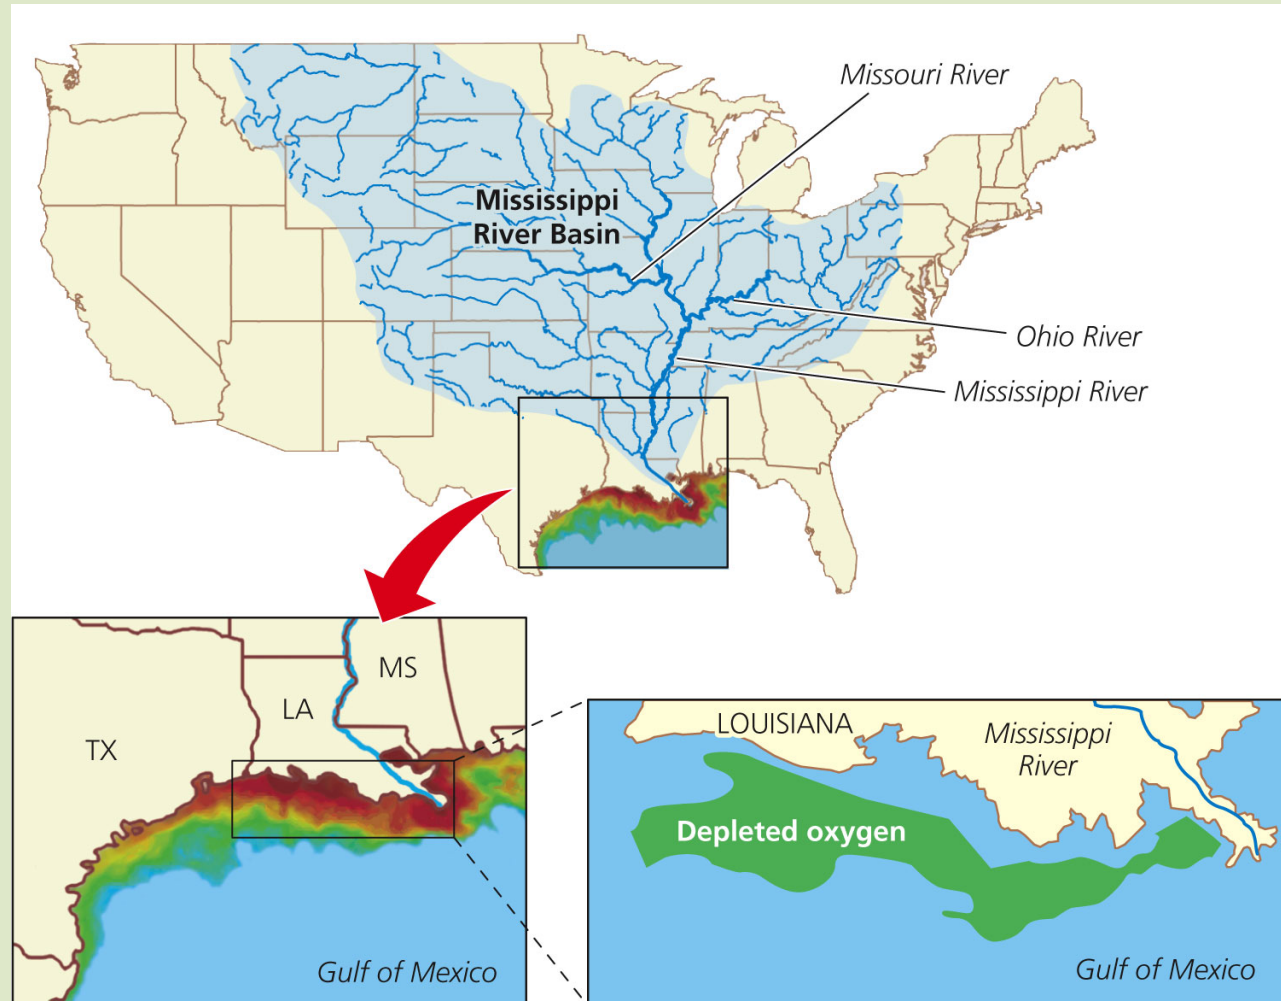 Missouri River
Mississippi
River Basin
Ohio River
Mississippi River
MS
LA
TX
Gulf of Mexico
LOUISIANA
Mississippi
River
Depleted oxygen
Gulf of Mexico